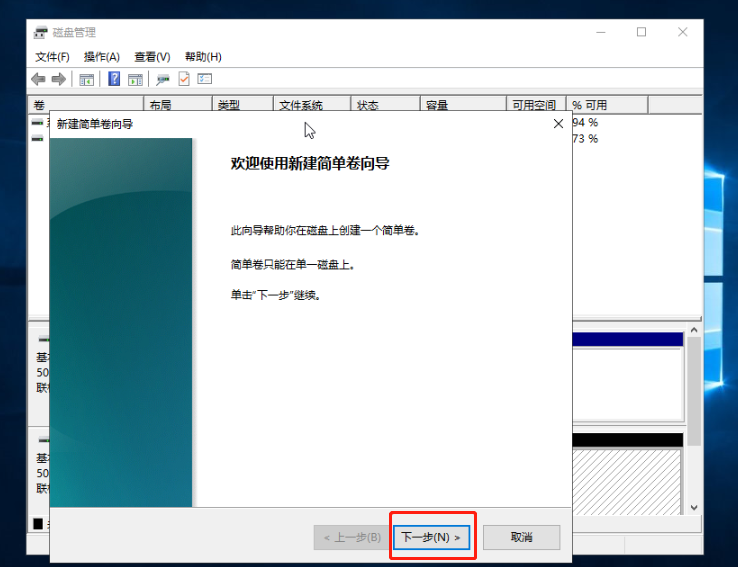 磁盘管理
文件(F) 操作(A) 查看(V) 帮助(H)
卷 布局 类型 文件系统 状态 容量 可用空间 % 可用
94 %
73 %
新建简单卷向导
欢迎使用新建简单卷向导
此向导帮助你在磁盘上创建一个简单卷。
简单卷只能在单一磁盘上。
单击"下一步"继续。
基
50
联
基
50
联
< 上一步(B) 下一步(N) > 取消